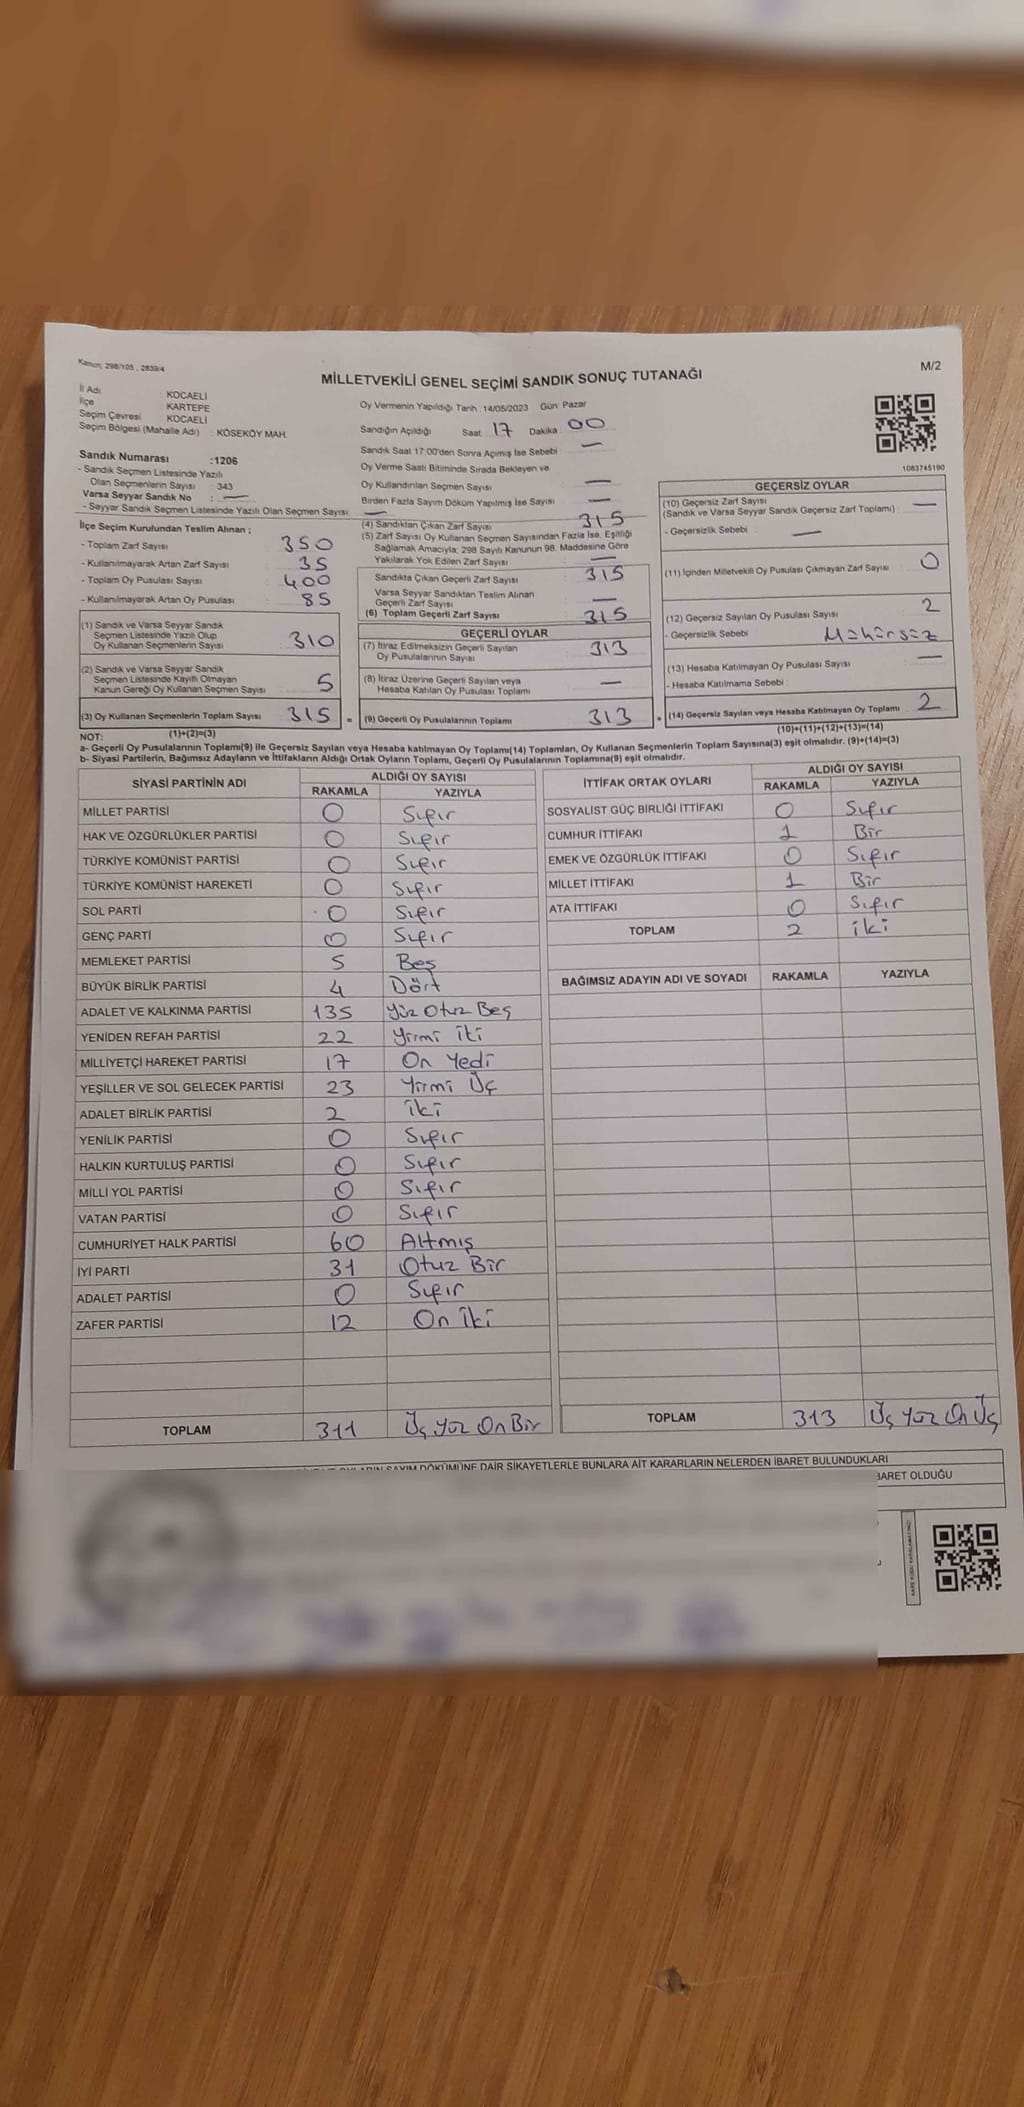 Kanun: 298/105 , 2839/4
M/2
MİLLETVEKİLİ GENEL SEÇİMİ SANDIK SONUÇ TUTANAĞI
İl Adı KOCAELİ
İlçe KARTEPE
Seçim Çevresi KOCAELİ
Seçim Bölgesi (Mahalle Adı) : KÖSEKÖY MAH.
Sandık Numarası :1206
- Sandık Seçmen Listesinde Yazılı
Olan Seçmenlerin Sayısı : 343
Varsa Seyyar Sandık No : —
- Seyyar Sandık Seçmen Listesinde Yazılı Olan Seçmen Sayısı: —
Oy Vermenin Yapıldığı Tarih :14/05/2023 Gün: Pazar
Sandığın Açıldığı Saat 17 Dakika 00
Sandık Saat 17:00'den Sonra Açımış İse Sebebi : —
Oy Verme Saati Bitiminde Sırada Bekleyen ve
Oy Kullandırılan Seçmen Sayısı : —
Birden Fazla Sayım Döküm Yapılmış İse Sayısı : —
1083745190
İlçe Seçim Kurulundan Teslim Alınan ;
- Toplam Zarf Sayısı : 350
- Kullanılmayarak Artan Zarf Sayısı : 35
- Toplam Oy Pusulası Sayısı : 400
- Kullanılmayarak Artan Oy Pusulası : 85
(1) Sandık ve Varsa Seyyar Sandık
Seçmen Listesinde Yazılı Olup
Oy Kullanan Seçmenlerin Sayısı : 310
(2) Sandık ve Varsa Seyyar Sandık
Seçmen Listesinde Kayıtlı Olmayan
Kanun Gereği Oy Kullanan Seçmen Sayısı : 5
(3) Oy Kullanan Seçmenlerin Toplam Sayısı : 315 =
(4) Sandıktan Çıkan Zarf Sayısı : 315
(5) Zarf Sayısı Oy Kullanan Seçmen Sayısından Fazla İse, Eşitliği
Sağlamak Amacıyla; 298 Sayılı Kanunun 98. Maddesine Göre
Yakılarak Yok Edilen Zarf Sayısı : —
Sandıkta Çıkan Geçerli Zarf Sayısı : 315
Varsa Seyyar Sandıktan Teslim Alınan
Geçerli Zarf Sayısı : —
(6) Toplam Geçerli Zarf Sayısı : 315
GEÇERLİ OYLAR
(7) İtiraz Edilmeksizin Geçerli Sayılan
Oy Pusulalarının Sayısı : 313
(8) İtiraz Üzerine Geçerli Sayılan veya
Hesaba Katılan Oy Pusulası Toplamı : —
(9) Geçerli Oy Pusulalarının Toplamı : 313 +
GEÇERSİZ OYLAR
(10) Geçersiz Zarf Sayısı
(Sandık ve Varsa Seyyar Sandık Geçersiz Zarf Toplamı) : —
- Geçersizlik Sebebi : —
(11) İçinden Milletvekili Oy Pusulası Çıkmayan Zarf Sayısı : 0
(12) Geçersiz Sayılan Oy Pusulası Sayısı : 2
- Geçersizlik Sebebi : Mühürsüz
(13) Hesaba Katılmayan Oy Pusulası Sayısı : —
- Hesaba Katılmama Sebebi :
(14) Geçersiz Sayılan veya Hesaba Katılmayan Oy Toplamı : 2
NOT: (1)+(2)=(3)
(10)+(11)+(12)+(13)=(14)
a- Geçerli Oy Pusulalarının Toplamı(9) ile Geçersiz Sayılan veya Hesaba katılmayan Oy Toplamı(14) Toplamları, Oy Kullanan Seçmenlerin Toplam Sayısına(3) eşit olmalıdır. (9)+(14)=(3)
b- Siyasi Partilerin, Bağımsız Adayların ve İttifakların Aldığı Ortak Oyların Toplamı, Geçerli Oy Pusulalarının Toplamına(9) eşit olmalıdır.
SİYASİ PARTİNİN ADI ALDIĞI OY SAYISI
RAKAMLA YAZIYLA
MİLLET PARTİSİ 0 Sıfır
HAK VE ÖZGÜRLÜKLER PARTİSİ 0 Sıfır
TÜRKİYE KOMÜNİST PARTİSİ 0 Sıfır
TÜRKİYE KOMÜNİST HAREKETİ 0 Sıfır
SOL PARTİ 0 Sıfır
GENÇ PARTİ 0 Sıfır
MEMLEKET PARTİSİ 5 Beş
BÜYÜK BİRLİK PARTİSİ 4 Dört
ADALET VE KALKINMA PARTİSİ 135 Yüz Otuz Beş
YENİDEN REFAH PARTİSİ 22 Yirmi iki
MİLLİYETÇİ HAREKET PARTİSİ 17 On Yedi
YEŞİLLER VE SOL GELECEK PARTİSİ 23 Yirmi Üç
ADALET BİRLİK PARTİSİ 2 iki
YENİLİK PARTİSİ 0 Sıfır
HALKIN KURTULUŞ PARTİSİ 0 Sıfır
MİLLİ YOL PARTİSİ 0 Sıfır
VATAN PARTİSİ 0 Sıfır
CUMHURİYET HALK PARTİSİ 60 Altmış
İYİ PARTİ 31 Otuz Bir
ADALET PARTİSİ 0 Sıfır
ZAFER PARTİSİ 12 On iki
TOPLAM 311 Üç Yüz On Bir
İTTİFAK ORTAK OYLARI ALDIĞI OY SAYISI
RAKAMLA YAZIYLA
SOSYALİST GÜÇ BİRLİĞİ İTTİFAKI 0 Sıfır
CUMHUR İTTİFAKI 1 Bir
EMEK VE ÖZGÜRLÜK İTTİFAKI 0 Sıfır
MİLLET İTTİFAKI 1 Bir
ATA İTTİFAKI 0 Sıfır
TOPLAM 2 iki
BAĞIMSIZ ADAYIN ADI VE SOYADI RAKAMLA YAZIYLA
TOPLAM 313 Üç Yüz On Üç
SAYIM DÖKÜMÜNE DAİR ŞİKAYETLERLE BUNLARA AİT KARARLARIN NELERDEN İBARET BULUNDUKLARI
İBARET OLDUĞU